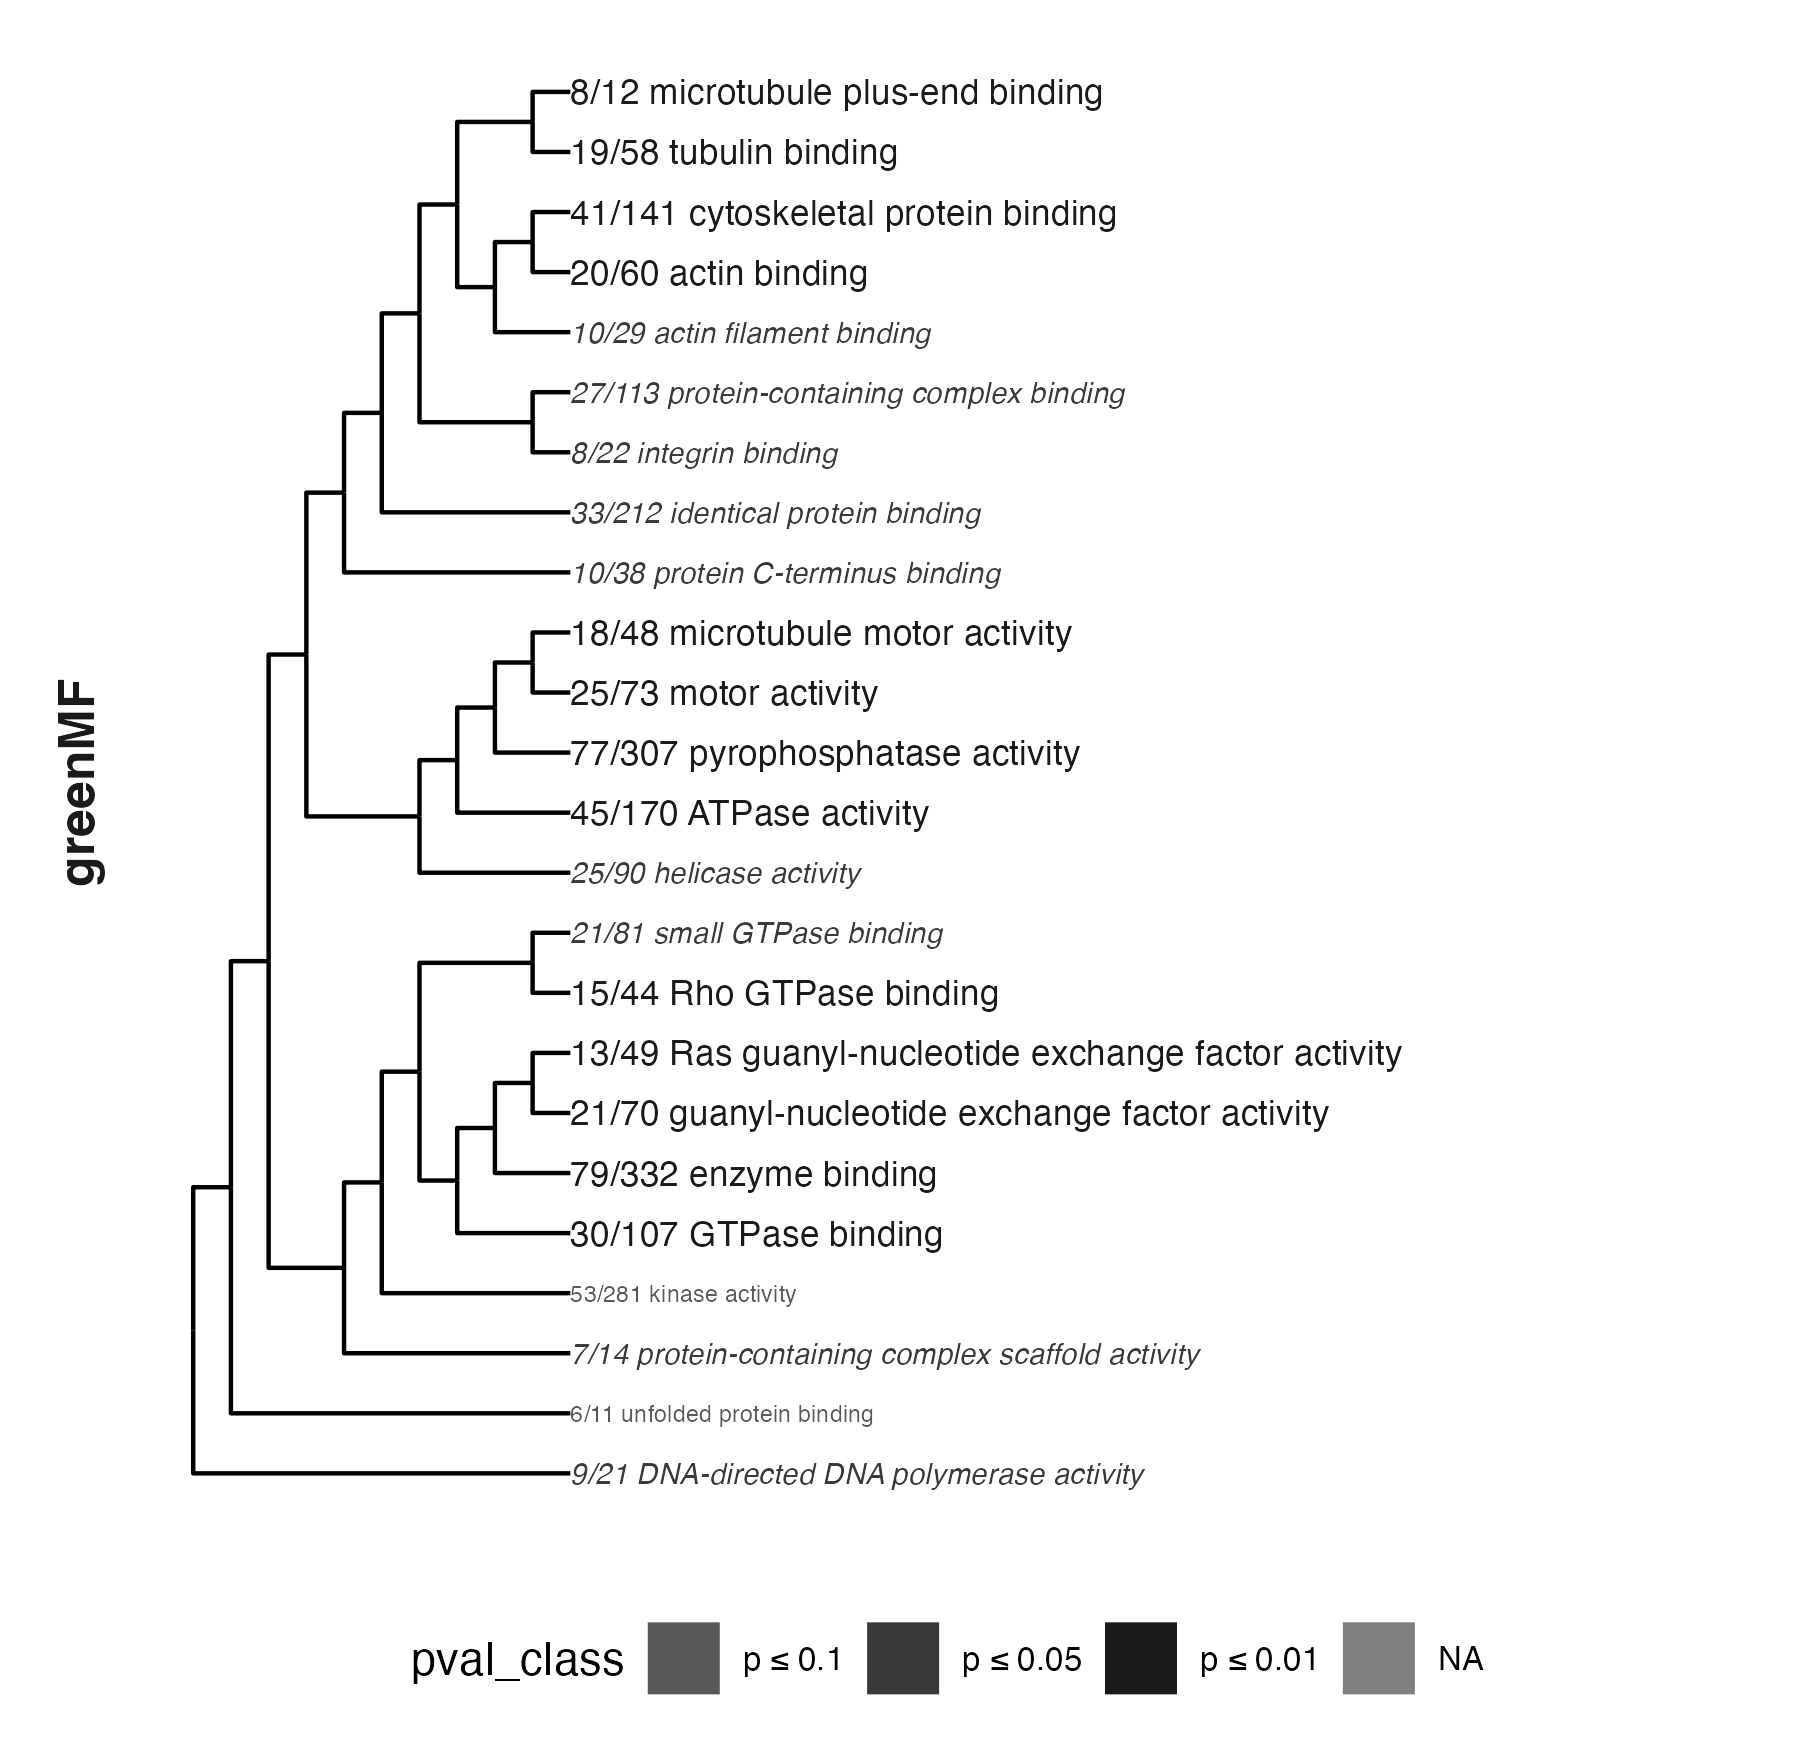 greenMF
8/12 microtubule plus-end binding
19/58 tubulin binding
41/141 cytoskeletal protein binding
20/60 actin binding
10/29 actin filament binding
27/113 protein-containing complex binding
8/22 integrin binding
33/212 identical protein binding
10/38 protein C-terminus binding
18/48 microtubule motor activity
25/73 motor activity
77/307 pyrophosphatase activity
45/170 ATPase activity
25/90 helicase activity
21/81 small GTPase binding
15/44 Rho GTPase binding
13/49 Ras guanyl-nucleotide exchange factor activity
21/70 guanyl-nucleotide exchange factor activity
79/332 enzyme binding
30/107 GTPase binding
53/281 kinase activity
7/14 protein-containing complex scaffold activity
6/11 unfolded protein binding
9/21 DNA-directed DNA polymerase activity
pval_class p ≤ 0.1 p ≤ 0.05 p ≤ 0.01 NA